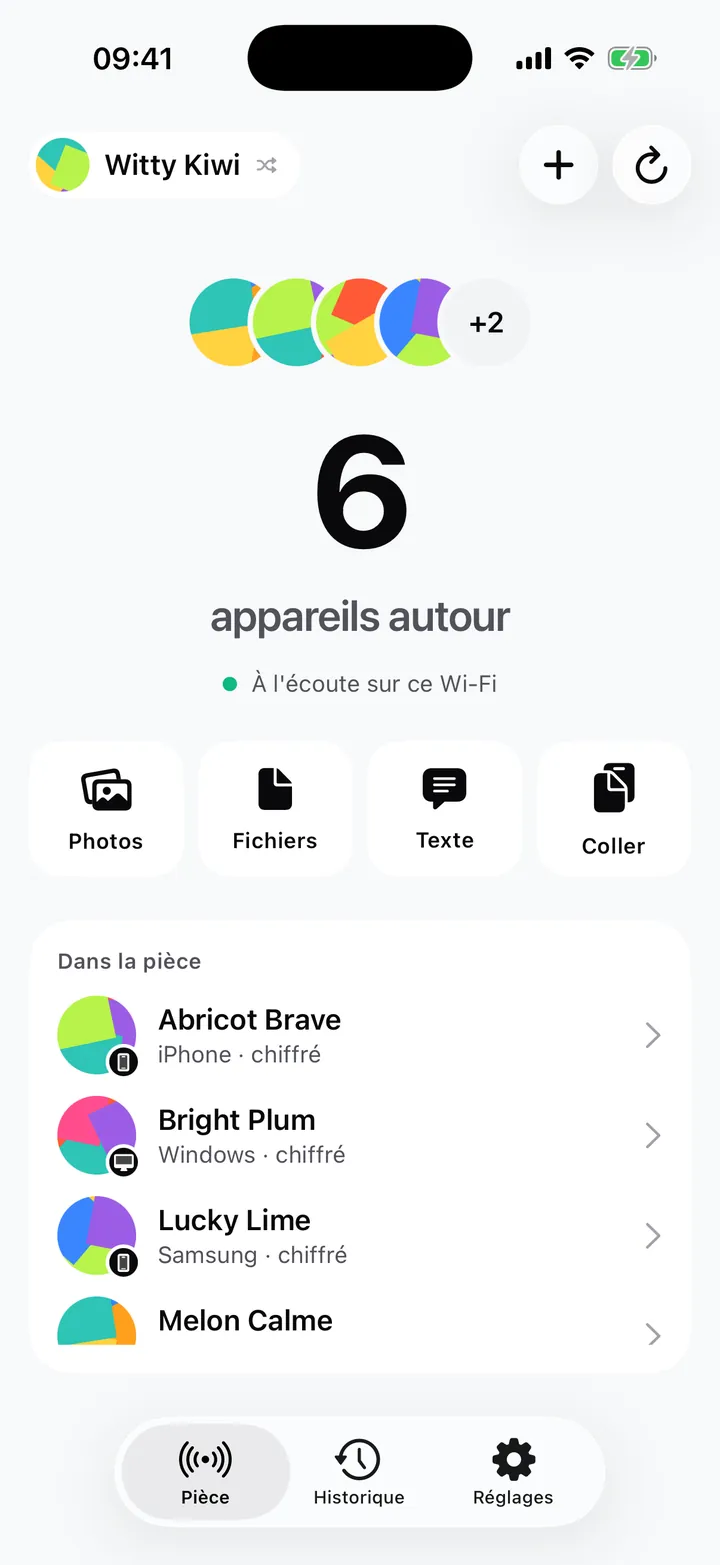 09:41
Witty Kiwi
+2
6
appareils autour
À l'écoute sur ce Wi-Fi
Photos
Fichiers
Texte
Coller
Dans la pièce
Abricot Brave
iPhone · chiffré
Bright Plum
Windows · chiffré
Lucky Lime
Samsung · chiffré
Melon Calme
Pièce
Historique
Réglages